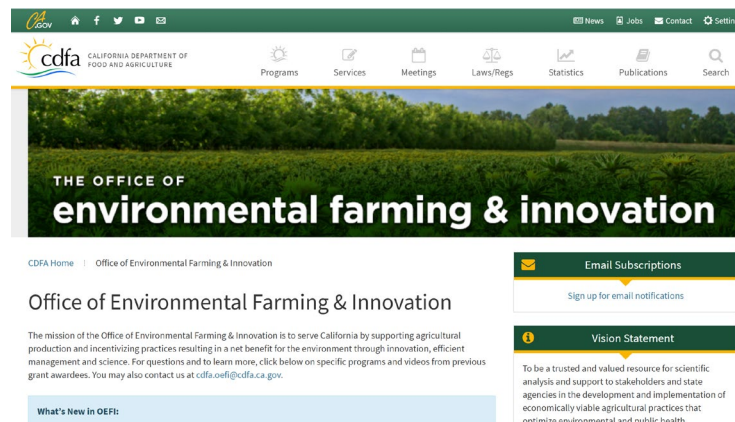 CA
.GOV
News
Jobs
Contact
cdfa
CALIFORNIA DEPARTMENT OF
FOOD AND AGRICULTURE
Programs
Services
Meetings
Laws/Regs
Statistics
Publications
Search
THE OFFICE OF
environmental farming & innovation
CDFA Home | Office of Environmental Farming & Innovation
Office of Environmental Farming & Innovation
The mission of the Office of Environmental Farming & Innovation is to serve California by supporting agricultural
production and incentivizing practices resulting in a net benefit for the environment through innovation, efficient
management and science. For questions and to learn more, click below on specific programs and videos from previous
grant awardees. You may also contact us at cdfa.oefi@cdfa.ca.gov.
What's New in OEFI:
Email Subscriptions
Sign up for email notifications
Vision Statement
To be a trusted and valued resource for scientific
analysis and support to stakeholders and state
agencies in the development and implementation of
economically viable agricultural practices that
optimize environmental and public health